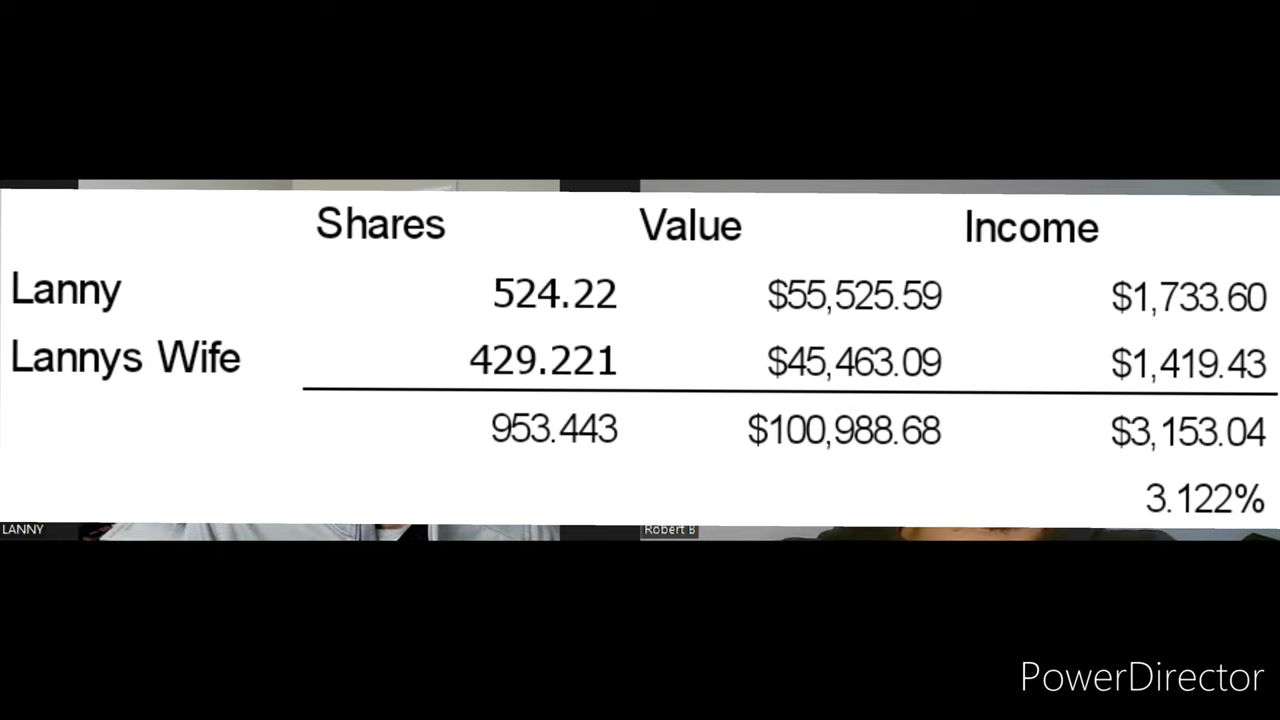 Shares Value Income
Lanny 524.22 $55,525.59 $1,733.60
Lannys Wife 429.221 $45,463.09 $1,419.43
953.443 $100,988.68 $3,153.04
3.122%
LANNY Robert B
PowerDirector